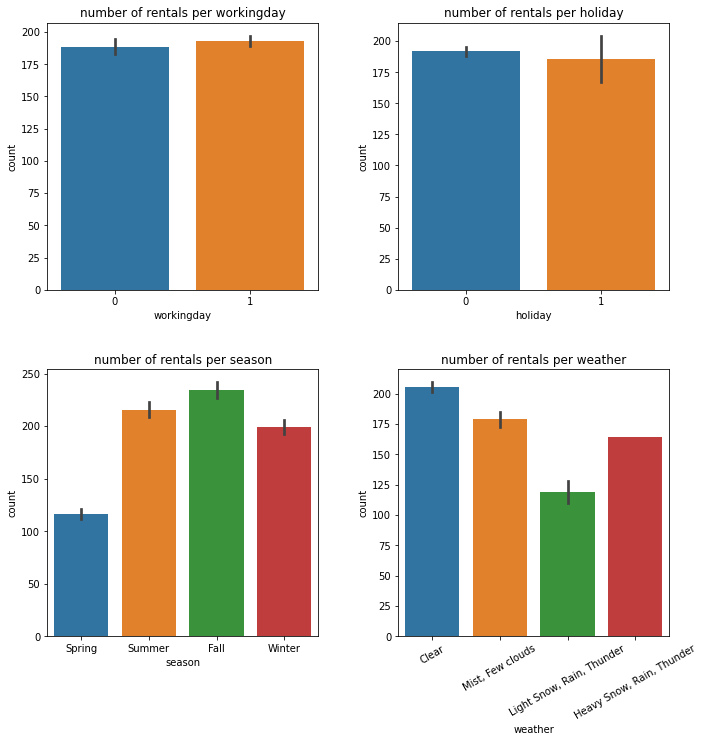 number of rentals per workingday
200
175
150
125
100
75
50
25
0
count
0 1
workingday
number of rentals per holiday
200
175
150
125
100
75
50
25
0
count
0 1
holiday
number of rentals per season
250
200
150
100
50
0
count
Spring Summer Fall Winter
season
number of rentals per weather
200
175
150
125
100
75
50
25
0
count
Clear
Mist, Few clouds
Light Snow, Rain, Thunder
Heavy Snow, Rain, Thunder
weather